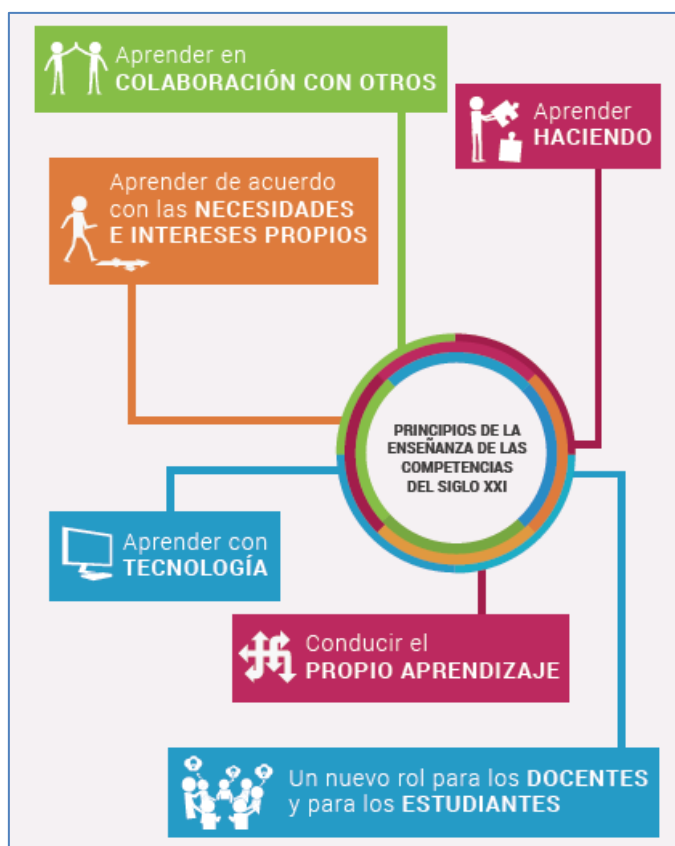 Aprender en
COLABORACIÓN CON OTROS
Aprender
HACIENDO
Aprender de acuerdo
con las NECESIDADES
E INTERESES PROPIOS
PRINCIPIOS DE LA
ENSEÑANZA DE LAS
COMPETENCIAS
DEL SIGLO XXI
Aprender con
TECNOLOGÍA
Conducir el
PROPIO APRENDIZAJE
Un nuevo rol para los DOCENTES
y para los ESTUDIANTES